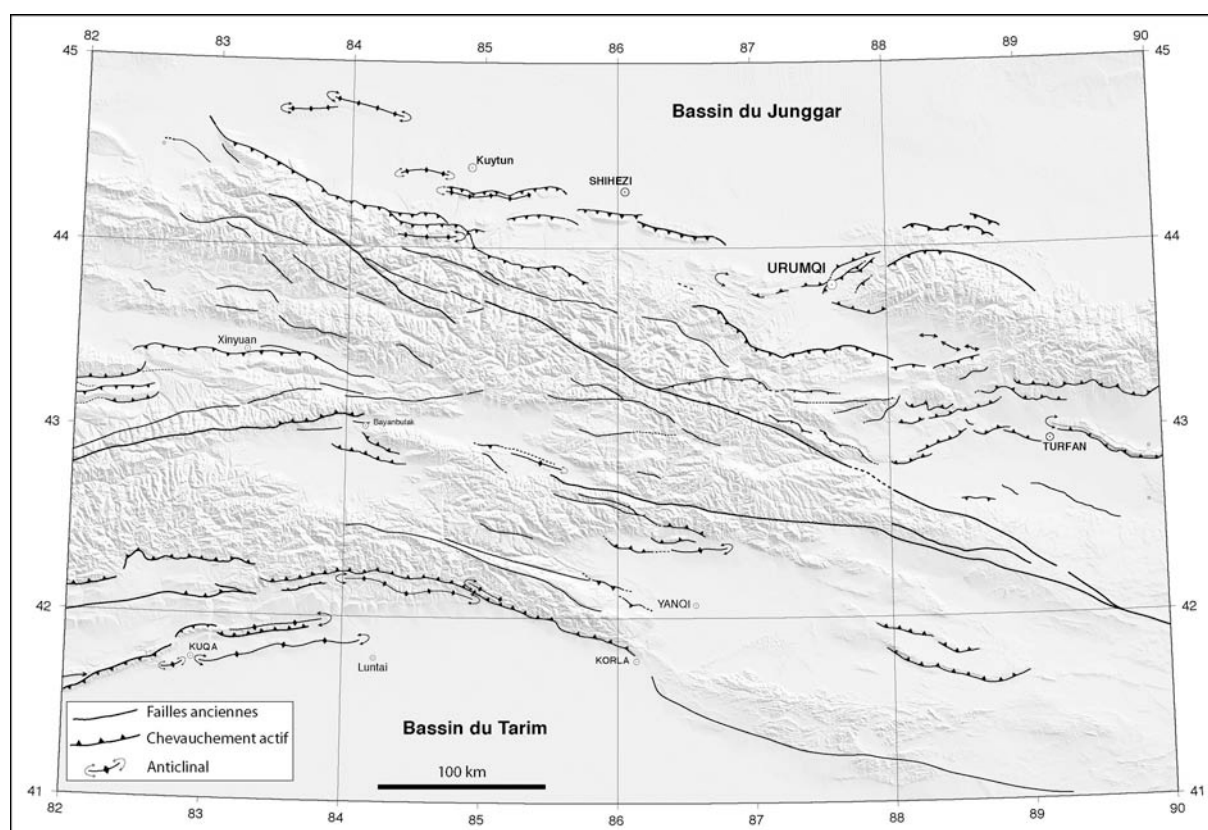 82 83 84 85 86 87 88 89 90
45 45
Bassin du Junggar
Kuytun
SHIHEZI
44 44
URUMQI
Xinyuan
43 43
Bayanbulak
TURFAN
42 42
YANQI
KUQA
Luntai
KORLA
Failles anciennes
Chevauchement actif
Anticlinal
Bassin du Tarim
100 km
41 41
82 83 84 85 86 87 88 89 90